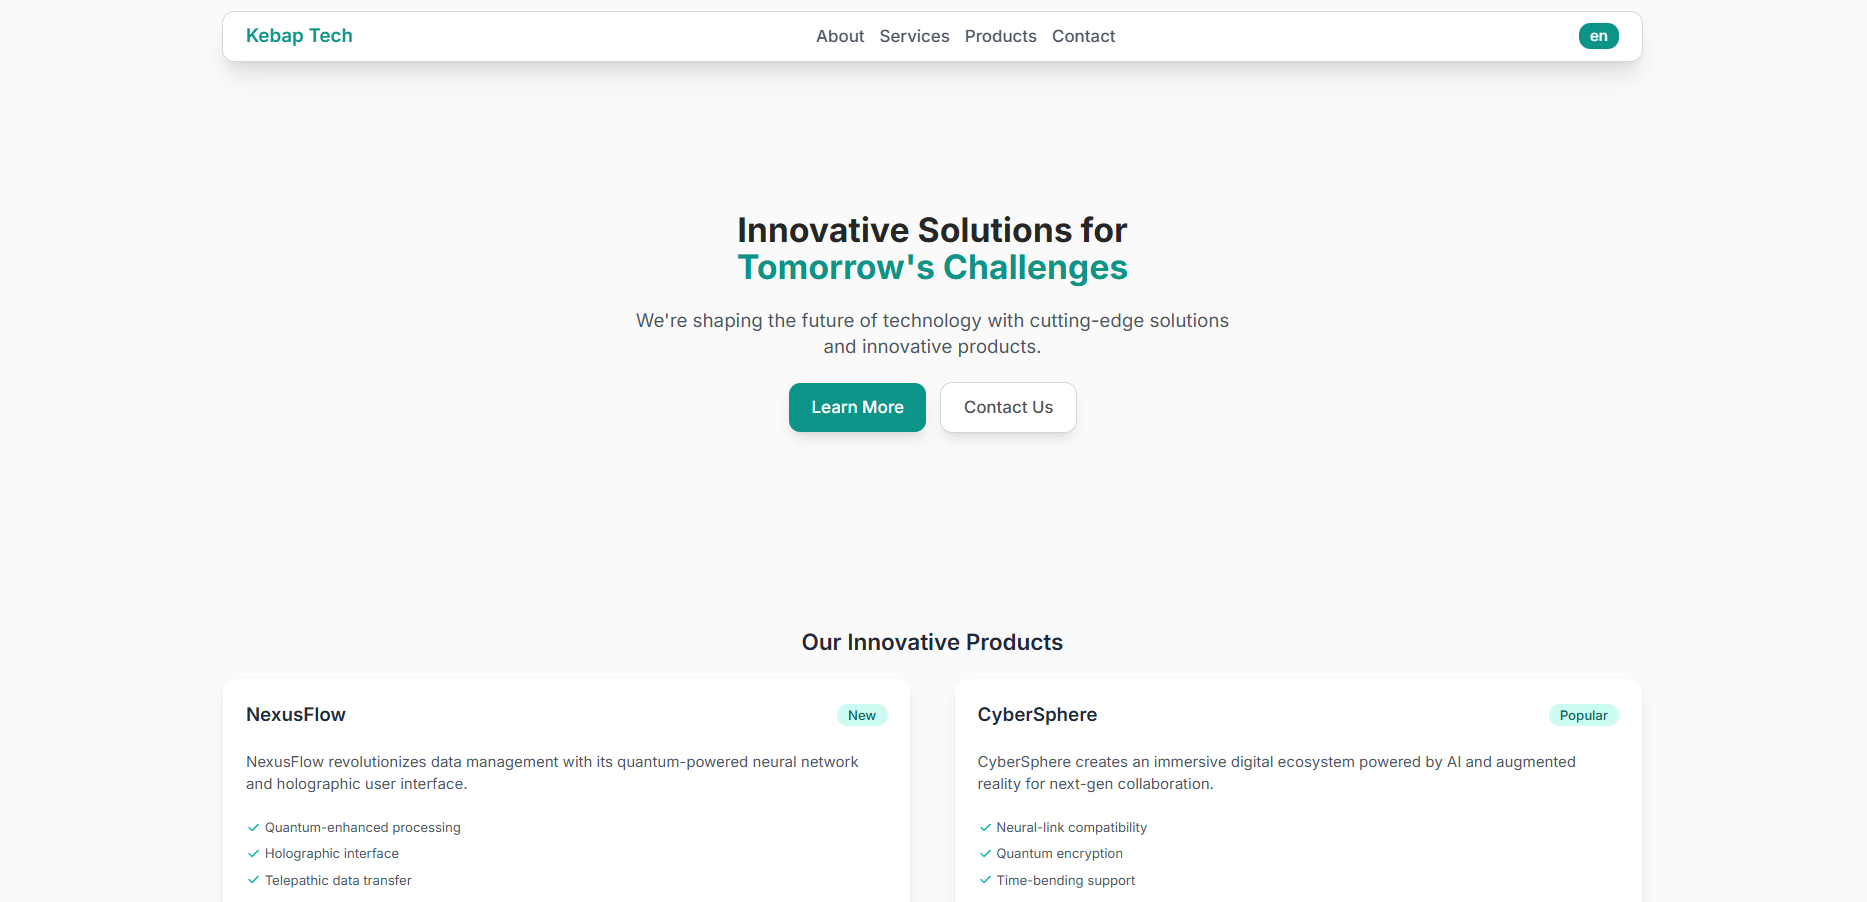 Kebap Tech
About Services Products Contact
en
Innovative Solutions for
Tomorrow's Challenges
We're shaping the future of technology with cutting-edge solutions
and innovative products.
Learn More
Contact Us
Our Innovative Products
NexusFlow
New
NexusFlow revolutionizes data management with its quantum-powered neural network
and holographic user interface.
Quantum-enhanced processing
Holographic interface
Telepathic data transfer
CyberSphere
Popular
CyberSphere creates an immersive digital ecosystem powered by AI and augmented
reality for next-gen collaboration.
Neural-link compatibility
Quantum encryption
Time-bending support